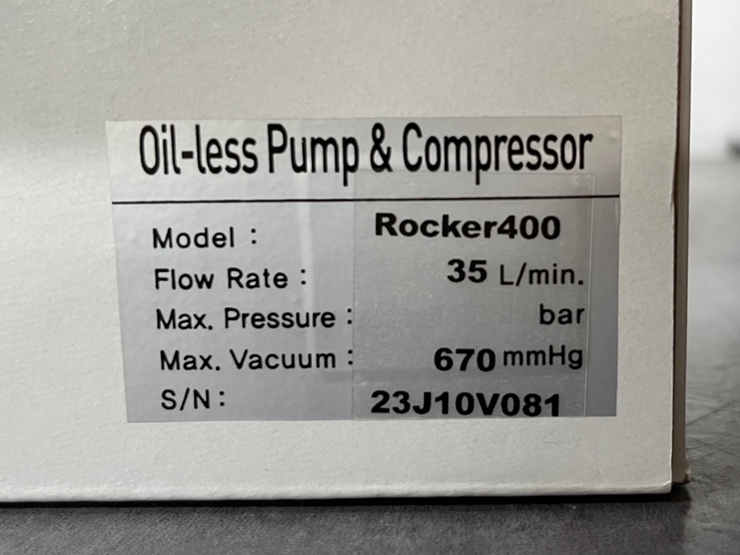 Oil-less Pump & Compressor
Model : Rocker400
Flow Rate : 35 L/min.
Max. Pressure : bar
Max. Vacuum : 670 mmHg
S/N : 23J10V081